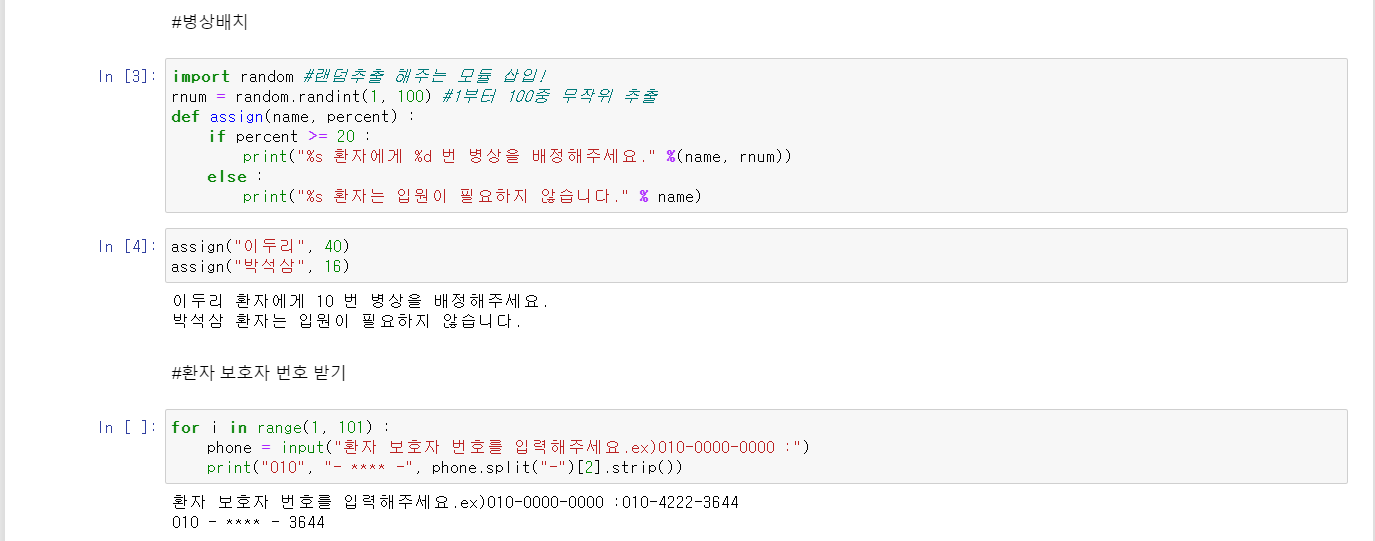 #병상배치
In [3]: import random #랜덤추출 해주는 모듈 삽입!
rnum = random.randint(1, 100) #1부터 100중 무작위 추출
def assign(name, percent) :
    if percent >= 20 :
        print("%s 환자에게 %d 번 병상을 배정해주세요." %(name, rnum))
    else :
        print("%s 환자는 입원이 필요하지 않습니다." % name)
In [4]: assign("이두리", 40)
assign("박석삼", 16)
이두리 환자에게 10 번 병상을 배정해주세요.
박석삼 환자는 입원이 필요하지 않습니다.
#환자 보호자 번호 받기
In [ ]: for i in range(1, 101) :
    phone = input("환자 보호자 번호를 입력해주세요.ex)010-0000-0000 :")
    print("010", "- **** -", phone.split("-")[2].strip())
환자 보호자 번호를 입력해주세요.ex)010-0000-0000 :010-4222-3644
010 - **** - 3644